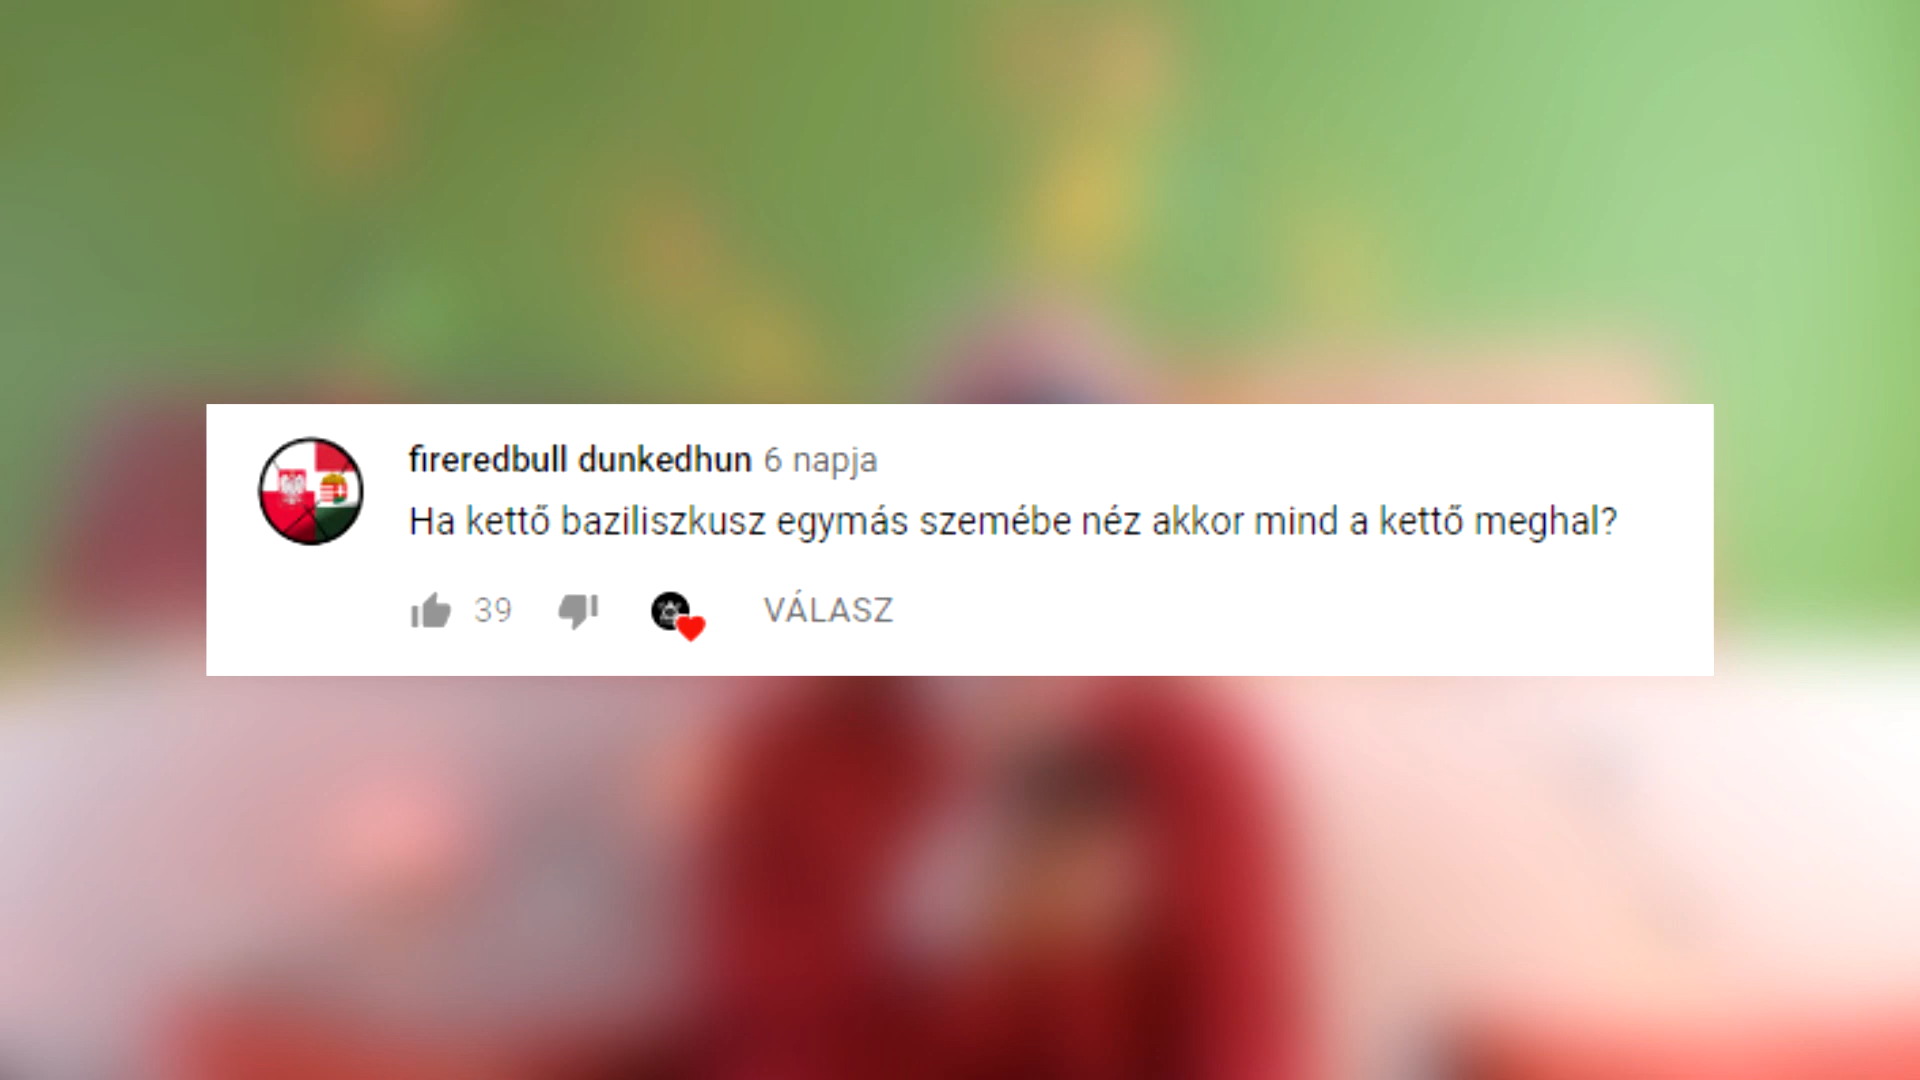 fireredbull dunkedhun 6 napja
Ha kettő baziliszkusz egymás szemébe néz akkor mind a kettő meghal?
39 VÁLASZ